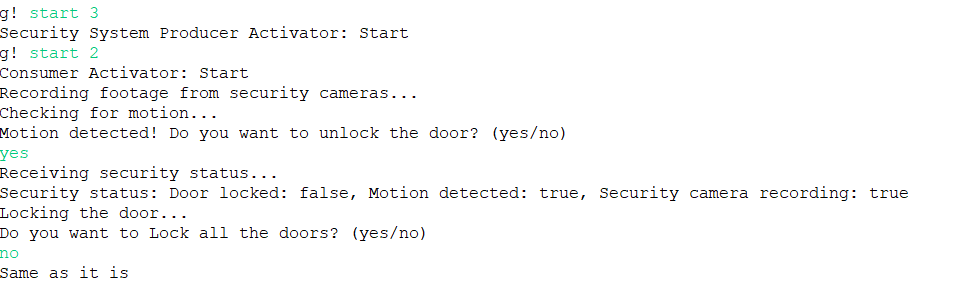 g! start 3
Security System Producer Activator: Start
g! start 2
Consumer Activator: Start
Recording footage from security cameras...
Checking for motion...
Motion detected! Do you want to unlock the door? (yes/no)
yes
Receiving security status...
Security status: Door locked: false, Motion detected: true, Security camera recording: true
Locking the door...
Do you want to Lock all the doors? (yes/no)
no
Same as it is